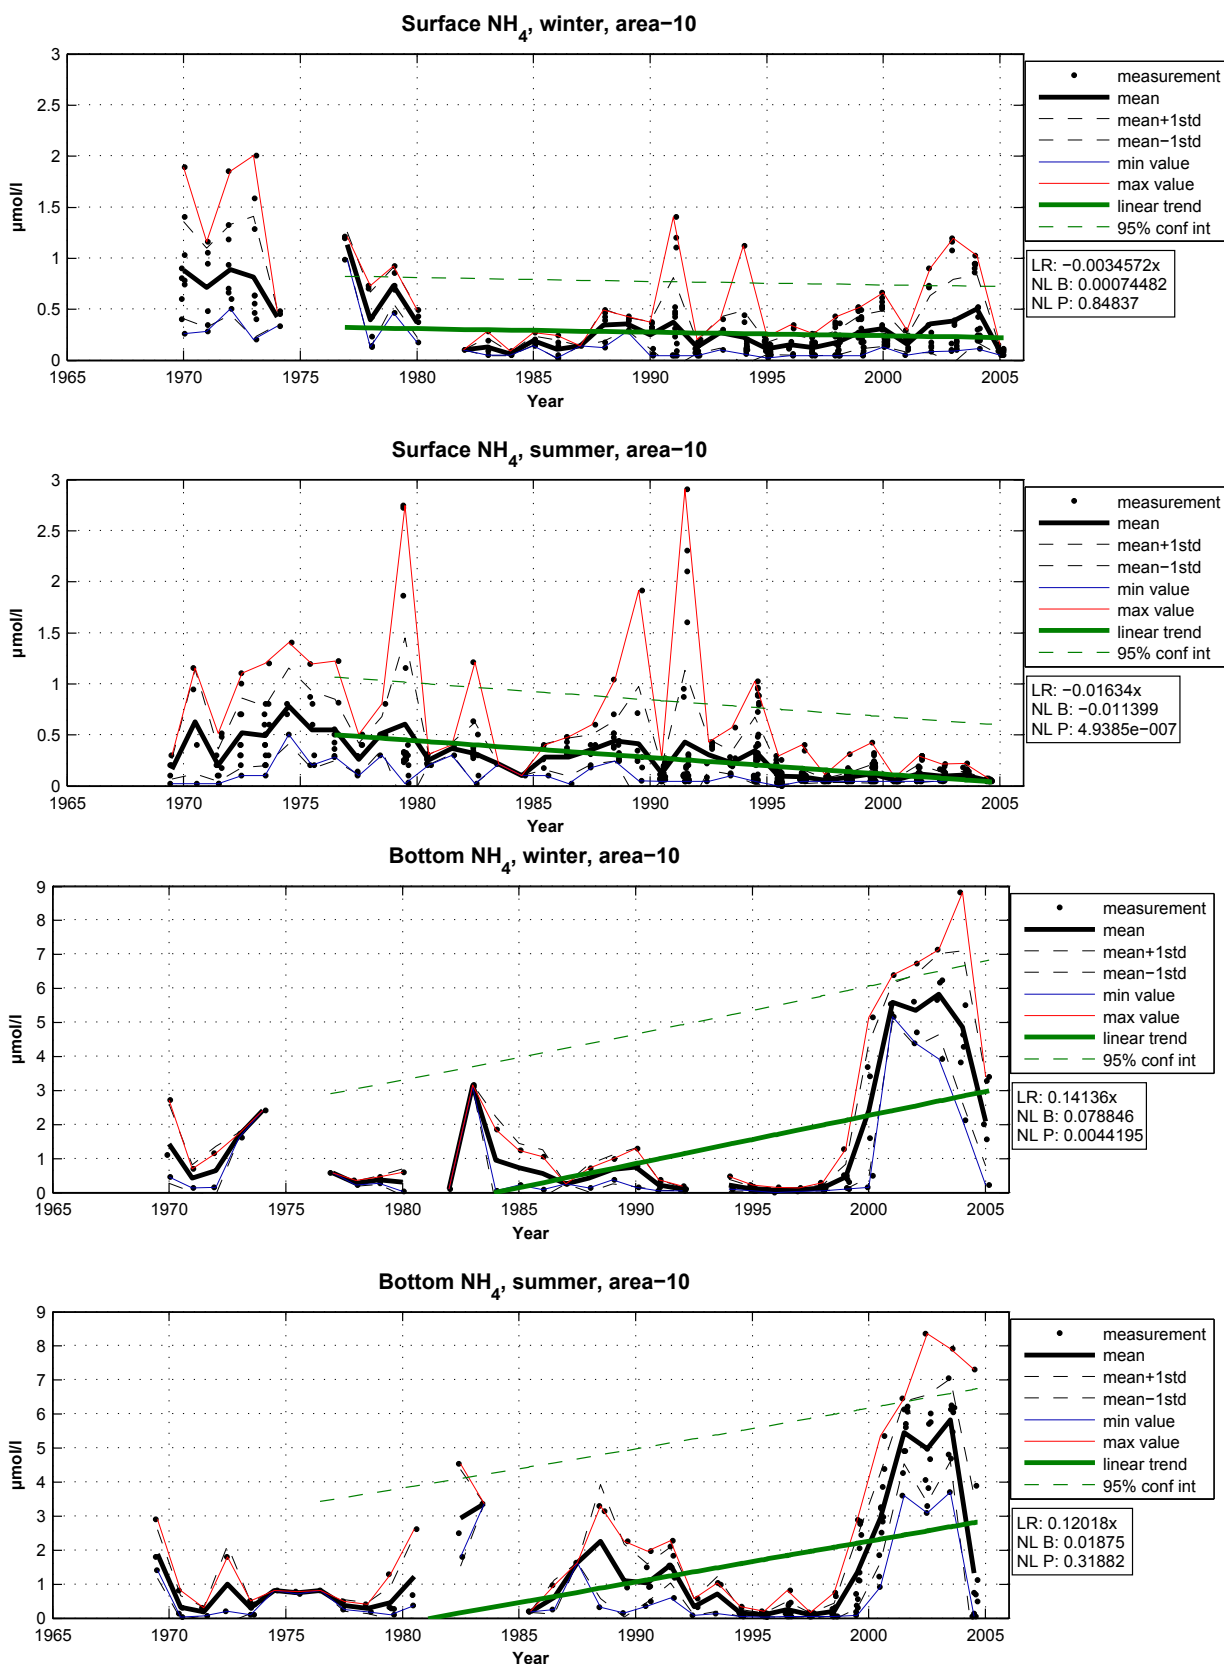 Surface NH4, winter, area−10
3
2.5
2
1.5
1
0.5
0
µmol/l
1965 1970 1975 1980 1985 1990 1995 2000 2005
Year
measurement
mean
mean+1std
mean−1std
min value
max value
linear trend
95% conf int
LR: −0.0034572x
NL B: 0.00074482
NL P: 0.84837
Surface NH4, summer, area−10
3
2.5
2
1.5
1
0.5
0
µmol/l
1965 1970 1975 1980 1985 1990 1995 2000 2005
Year
measurement
mean
mean+1std
mean−1std
min value
max value
linear trend
95% conf int
LR: −0.01634x
NL B: −0.011399
NL P: 4.9385e−007
Bottom NH4, winter, area−10
9
8
7
6
5
4
3
2
1
0
µmol/l
1965 1970 1975 1980 1985 1990 1995 2000 2005
Year
measurement
mean
mean+1std
mean−1std
min value
max value
linear trend
95% conf int
LR: 0.14136x
NL B: 0.078846
NL P: 0.0044195
Bottom NH4, summer, area−10
9
8
7
6
5
4
3
2
1
0
µmol/l
1965 1970 1975 1980 1985 1990 1995 2000 2005
Year
measurement
mean
mean+1std
mean−1std
min value
max value
linear trend
95% conf int
LR: 0.12018x
NL B: 0.01875
NL P: 0.31882